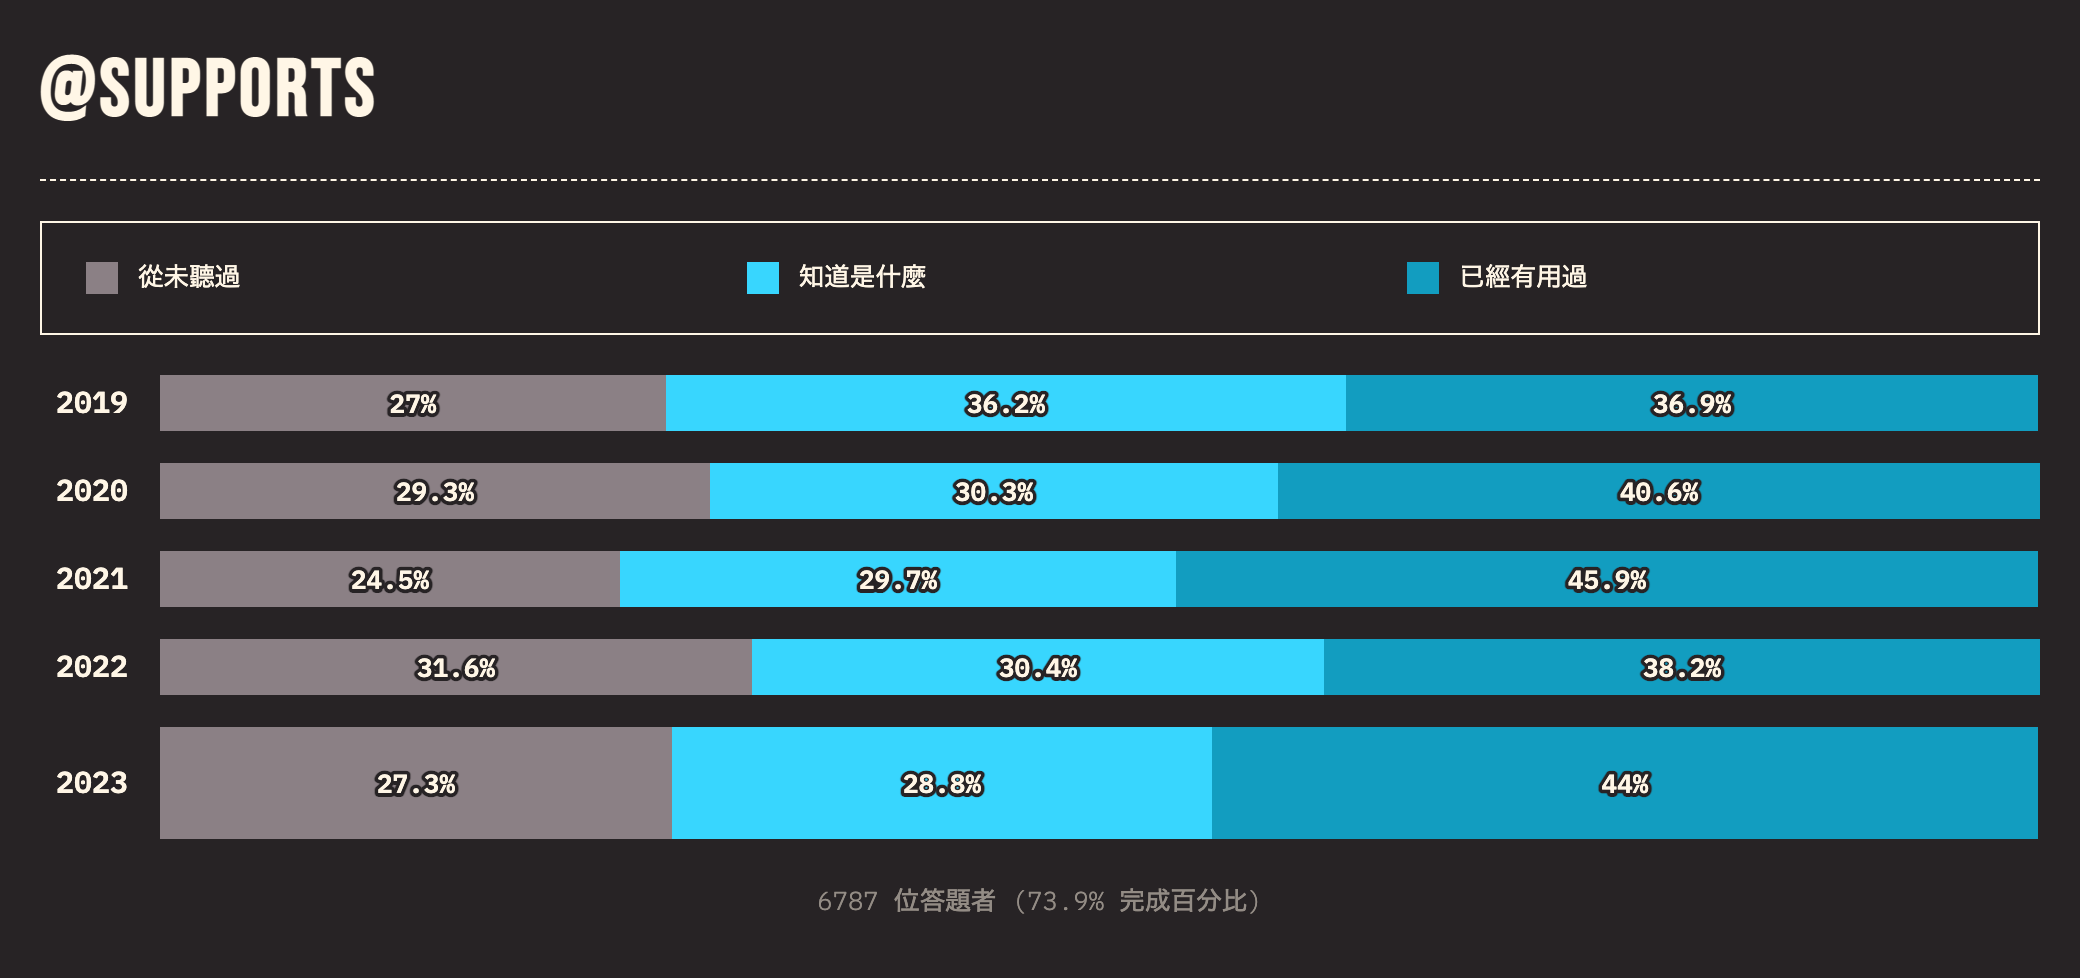 @SUPPORTS
從未聽過 知道是什麼 已經有用過
2019 27% 36.2% 36.9%
2020 29.3% 30.3% 40.6%
2021 24.5% 29.7% 45.9%
2022 31.6% 30.4% 38.2%
2023 27.3% 28.8% 44%
6787 位答題者 (73.9% 完成百分比)